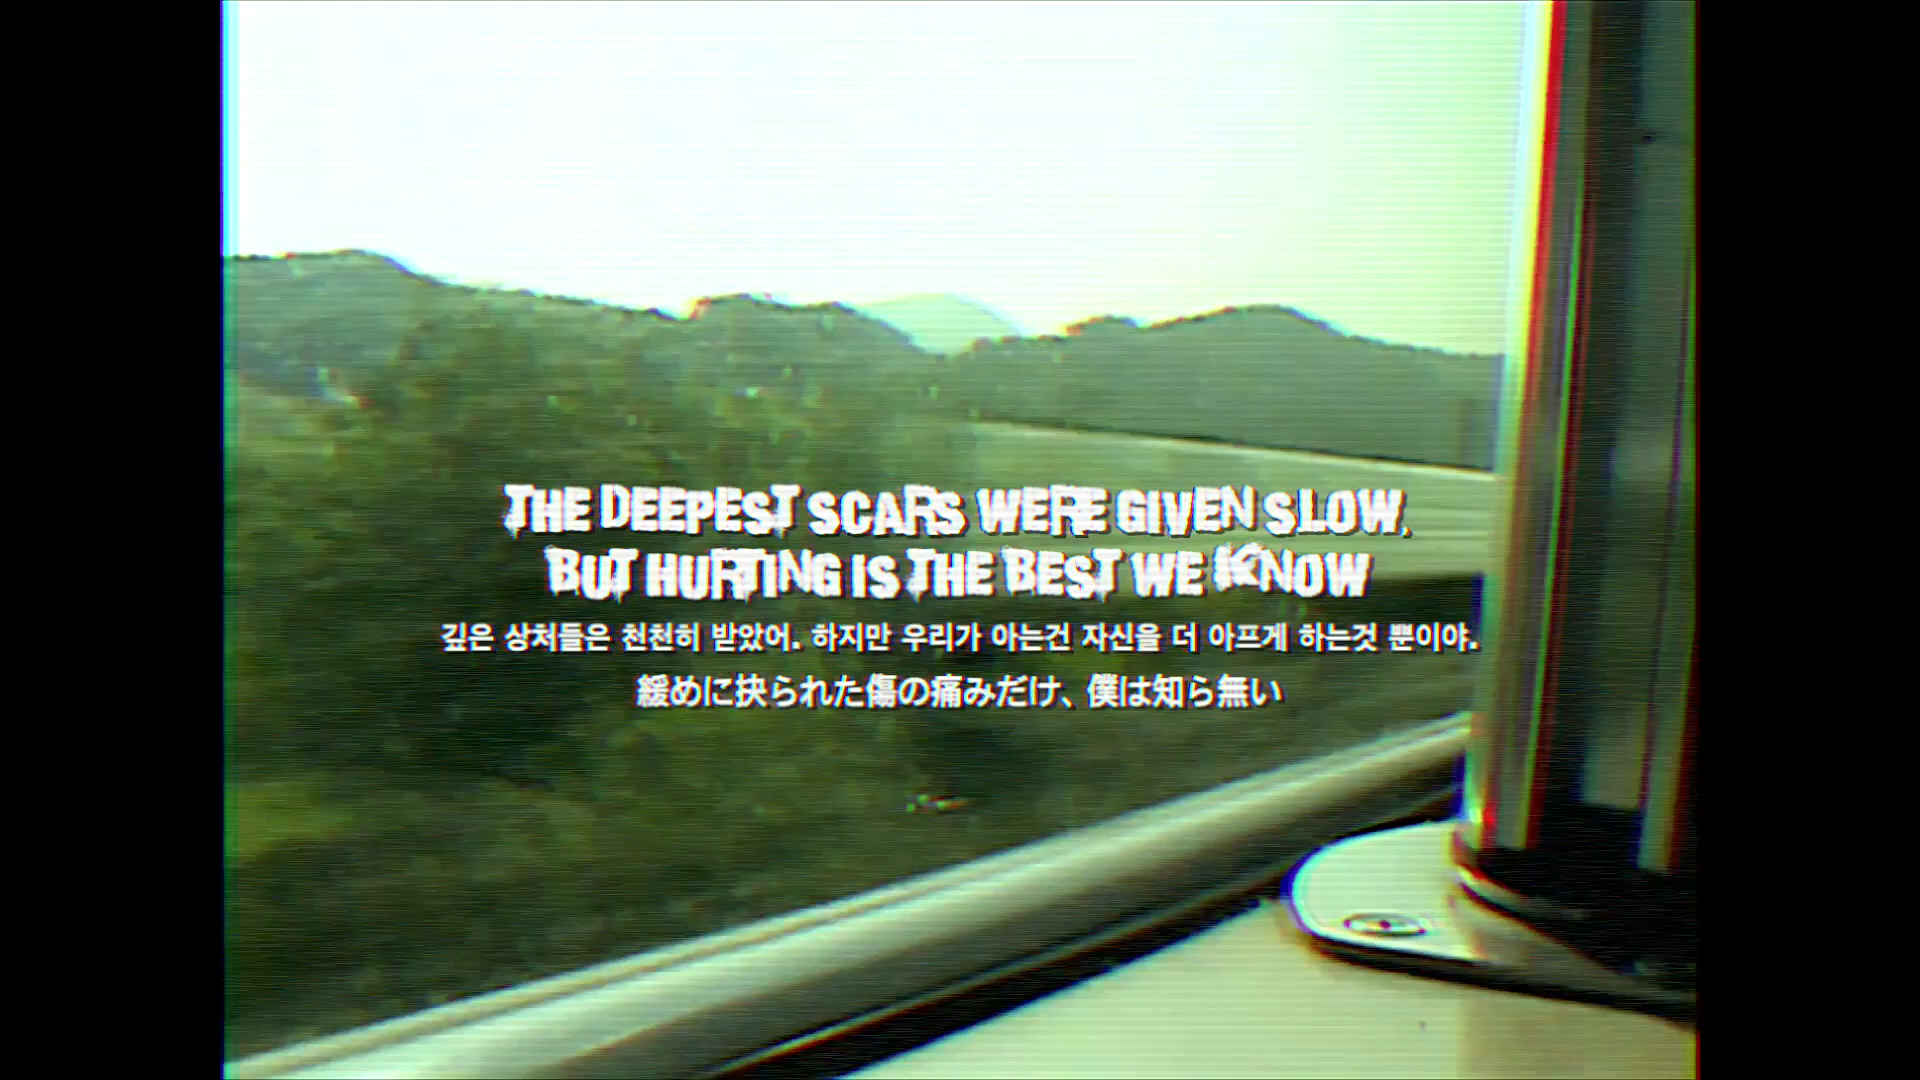 THE DEEPEST SCARS WERE GIVEN SLOW,
BUT HURTING IS THE BEST WE KNOW
깊은 상처들은 천천히 받았어. 하지만 우리가 아는건 자신을 더 아프게 하는것 뿐이야.
緩めに抉られた傷の痛みだけ、僕は知ら無い